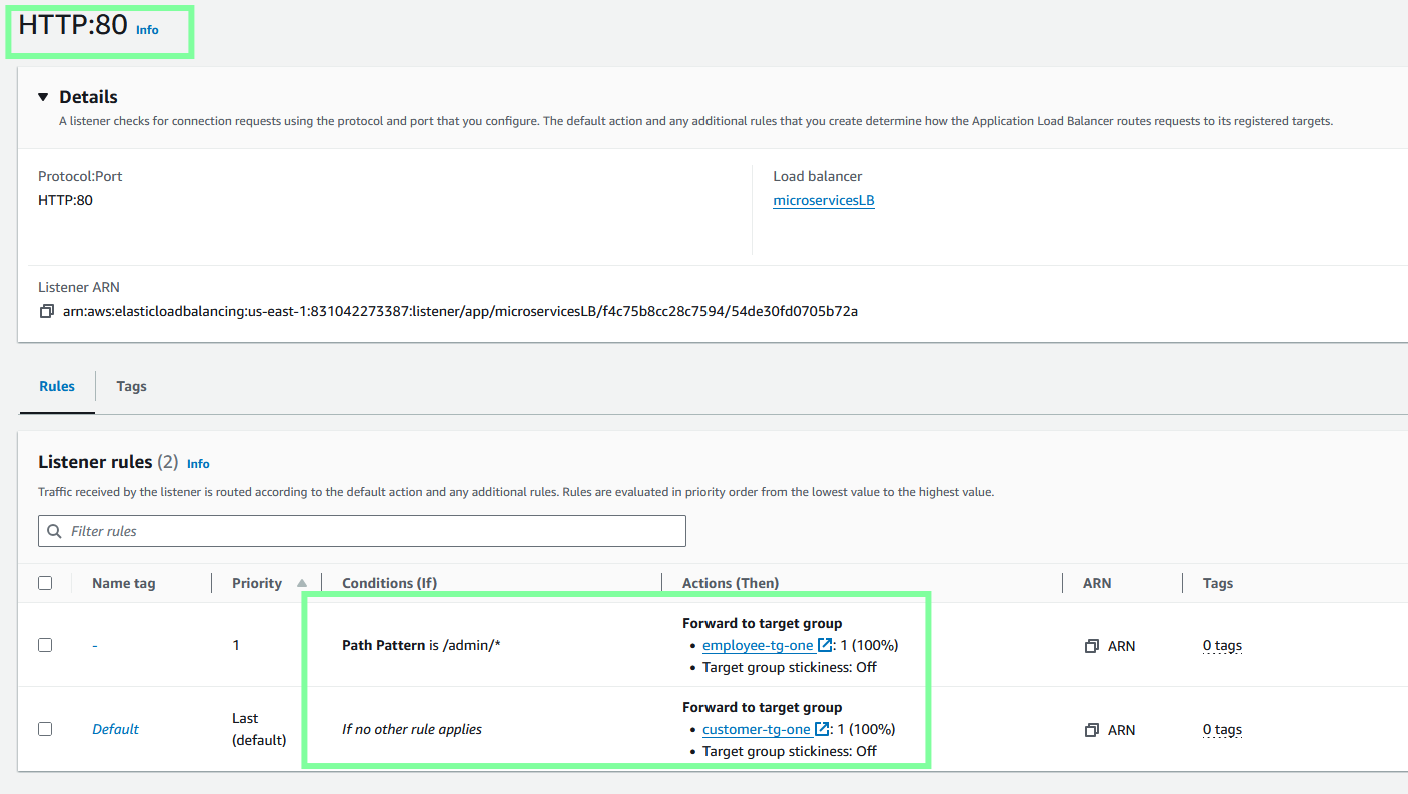 HTTP:80 Info
Details
A listener checks for connection requests using the protocol and port that you configure. The default action and any additional rules that you create determine how the Application Load Balancer routes requests to its registered targets.
Protocol:Port
HTTP:80
Load balancer
microservicesLB
Listener ARN
arn:aws:elasticloadbalancing:us-east-1:831042273387:listener/app/microservicesLB/f4c75b8cc28c7594/54de30fd0705b72a
Rules Tags
Listener rules (2) Info
Traffic received by the listener is routed according to the default action and any additional rules. Rules are evaluated in priority order from the lowest value to the highest value.
Filter rules
Name tag Priority Conditions (If) Actions (Then) ARN Tags
Forward to target group
- 1 Path Pattern is /admin/* • employee-tg-one : 1 (100%) ARN 0 tags
• Target group stickiness: Off
Forward to target group
Default Last (default) If no other rule applies • customer-tg-one : 1 (100%) ARN 0 tags
• Target group stickiness: Off